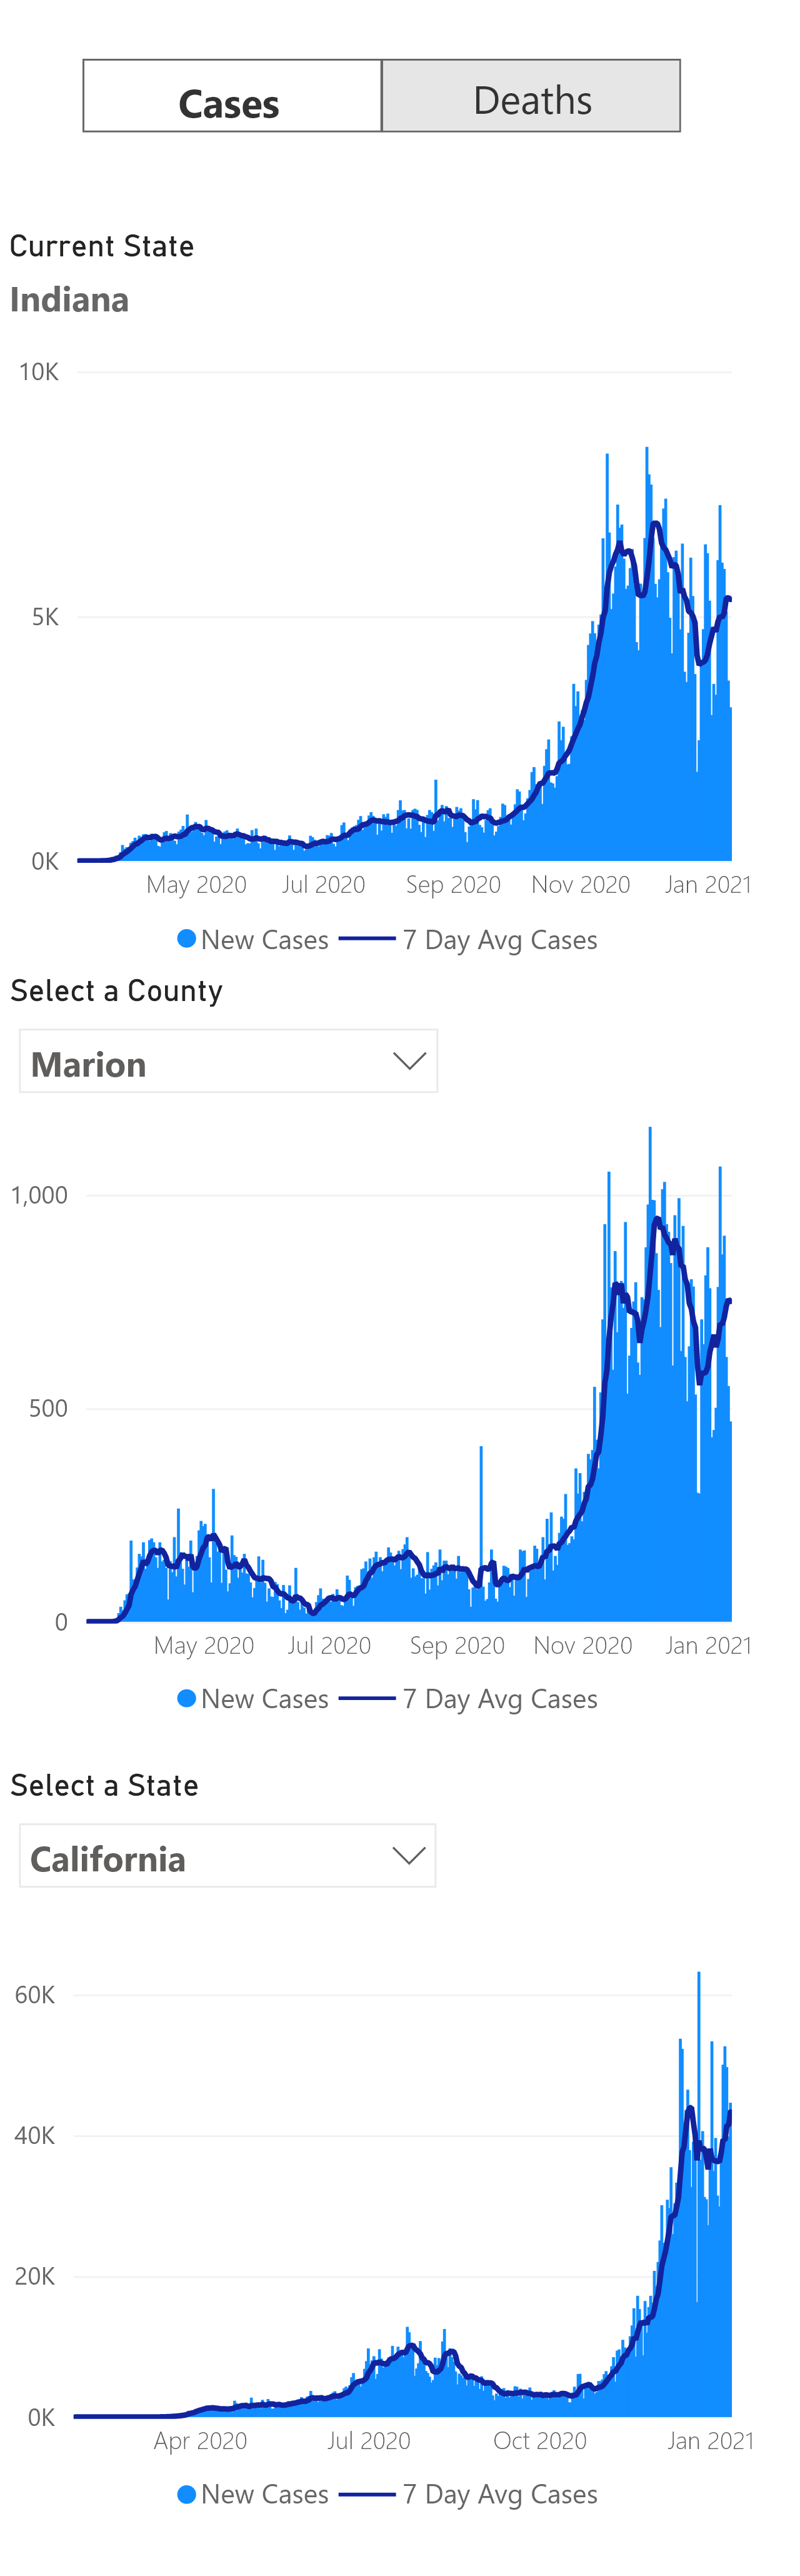 Cases Deaths
Current State
Indiana
10K
5K
0K
May 2020 Jul 2020 Sep 2020 Nov 2020 Jan 2021
New Cases 7 Day Avg Cases
Select a County
Marion
1,000
500
0
May 2020 Jul 2020 Sep 2020 Nov 2020 Jan 2021
New Cases 7 Day Avg Cases
Select a State
California
60K
40K
20K
0K
Apr 2020 Jul 2020 Oct 2020 Jan 2021
New Cases 7 Day Avg Cases